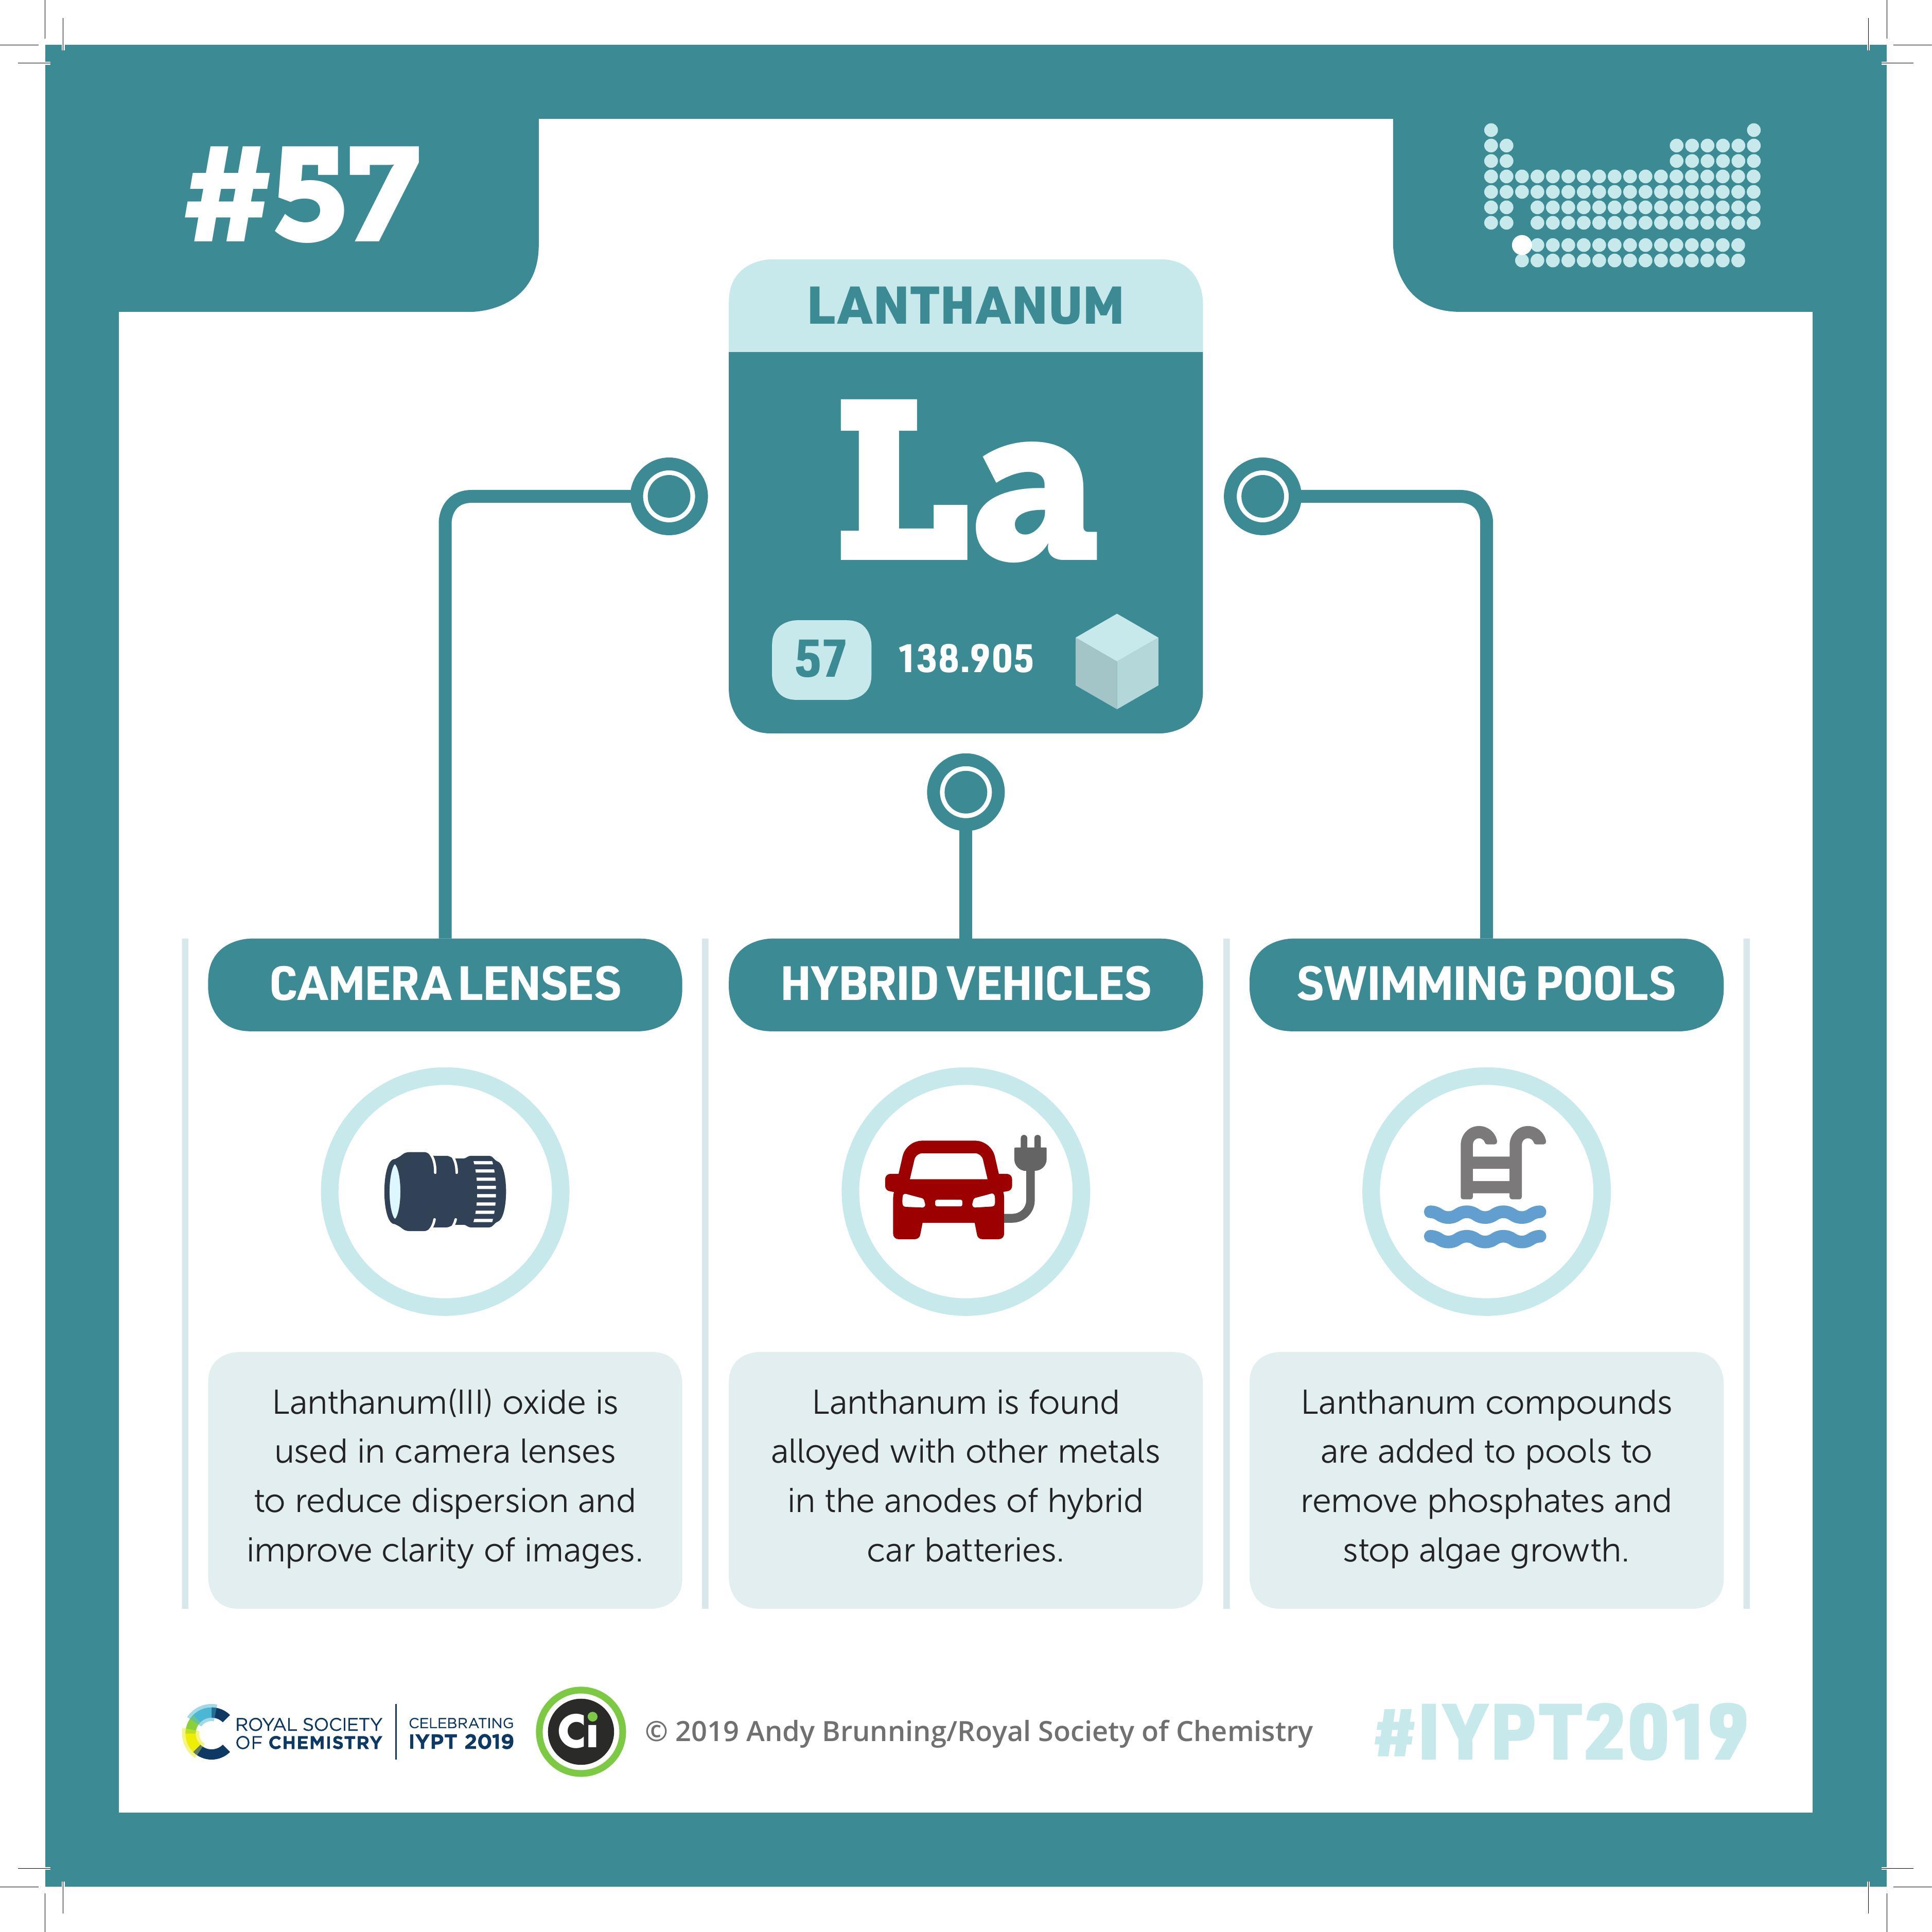 #57
LANTHANUM
La
57
138.905
CAMERA LENSES
HYBRID VEHICLES
SWIMMING POOLS
Lanthanum(III) oxide is
used in camera lenses
to reduce dispersion and
improve clarity of images.
Lanthanum is found
alloyed with other metals
in the anodes of hybrid
car batteries.
Lanthanum compounds
are added to pools to
remove phosphates and
stop algae growth.
ROYAL SOCIETY
OF CHEMISTRY
CELEBRATING
IYPT 2019
Ci
© 2019 Andy Brunning/Royal Society of Chemistry
#IYPT2019